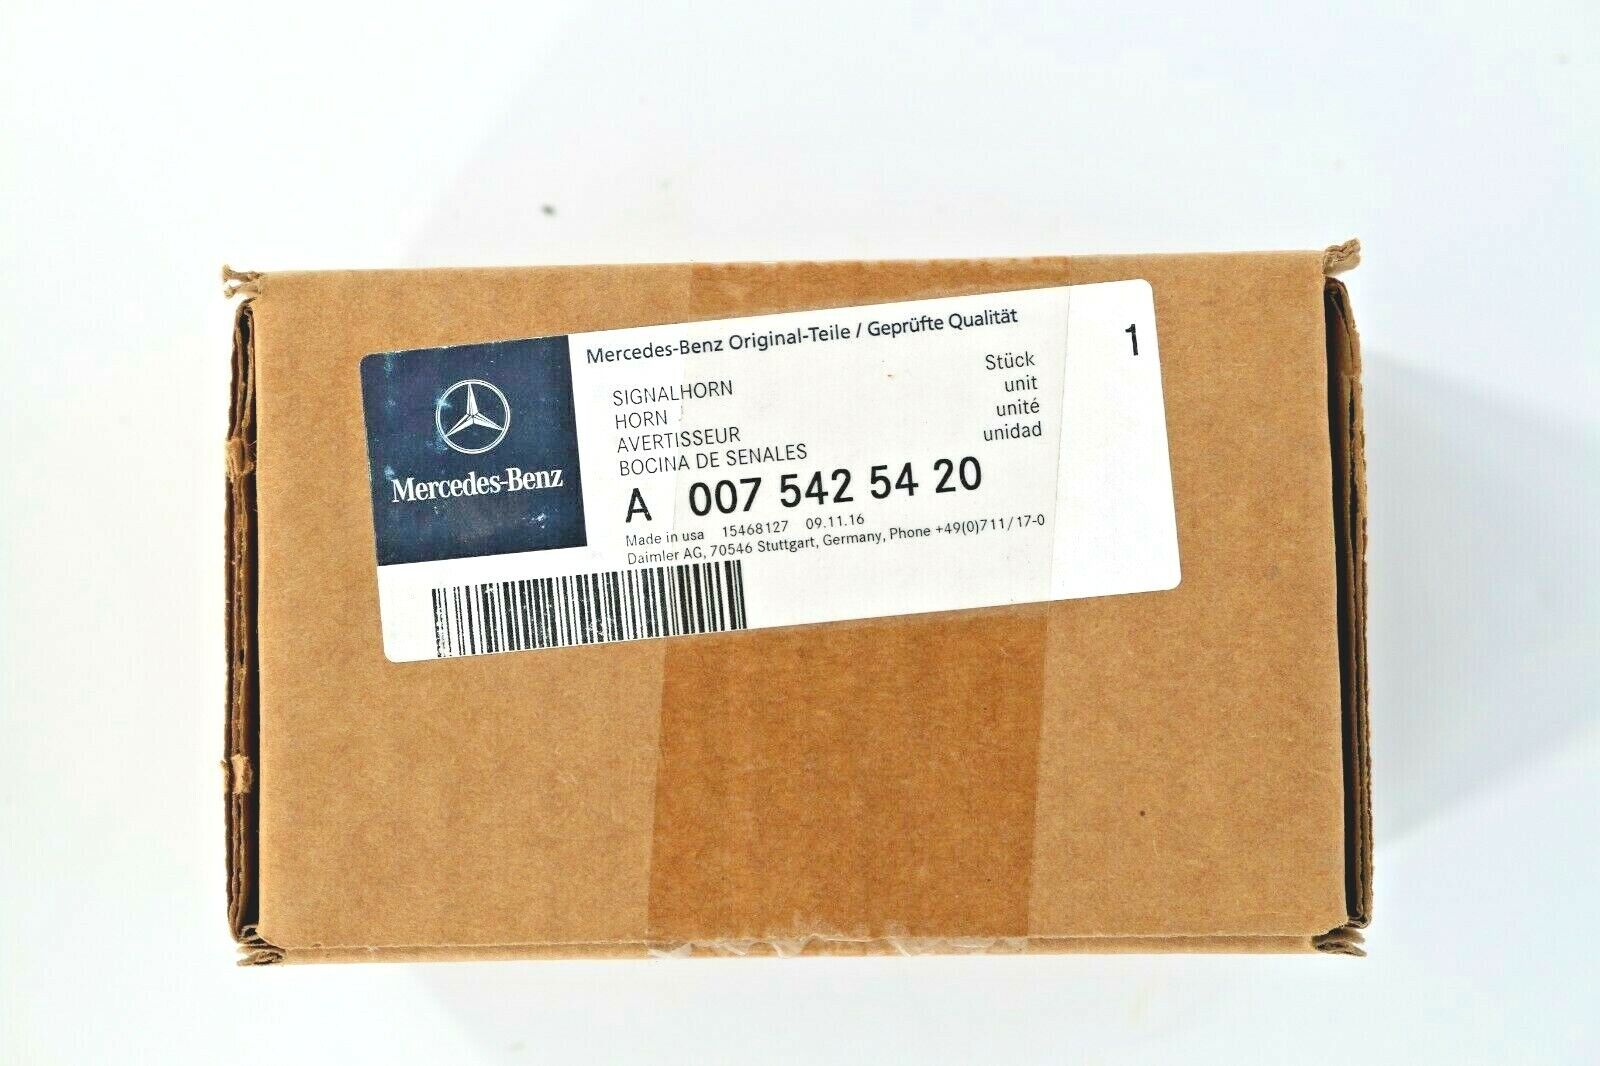 Mercedes-Benz Original-Teile / Geprüfte Qualität
1
SIGNALHORN Stück
HORN unit
AVERTISSEUR unité
BOCINA DE SENALES unidad
Mercedes-Benz
A 007 542 54 20
Made in usa 15468127 09.11.16
Daimler AG, 70546 Stuttgart, Germany, Phone +49(0)711/17-0